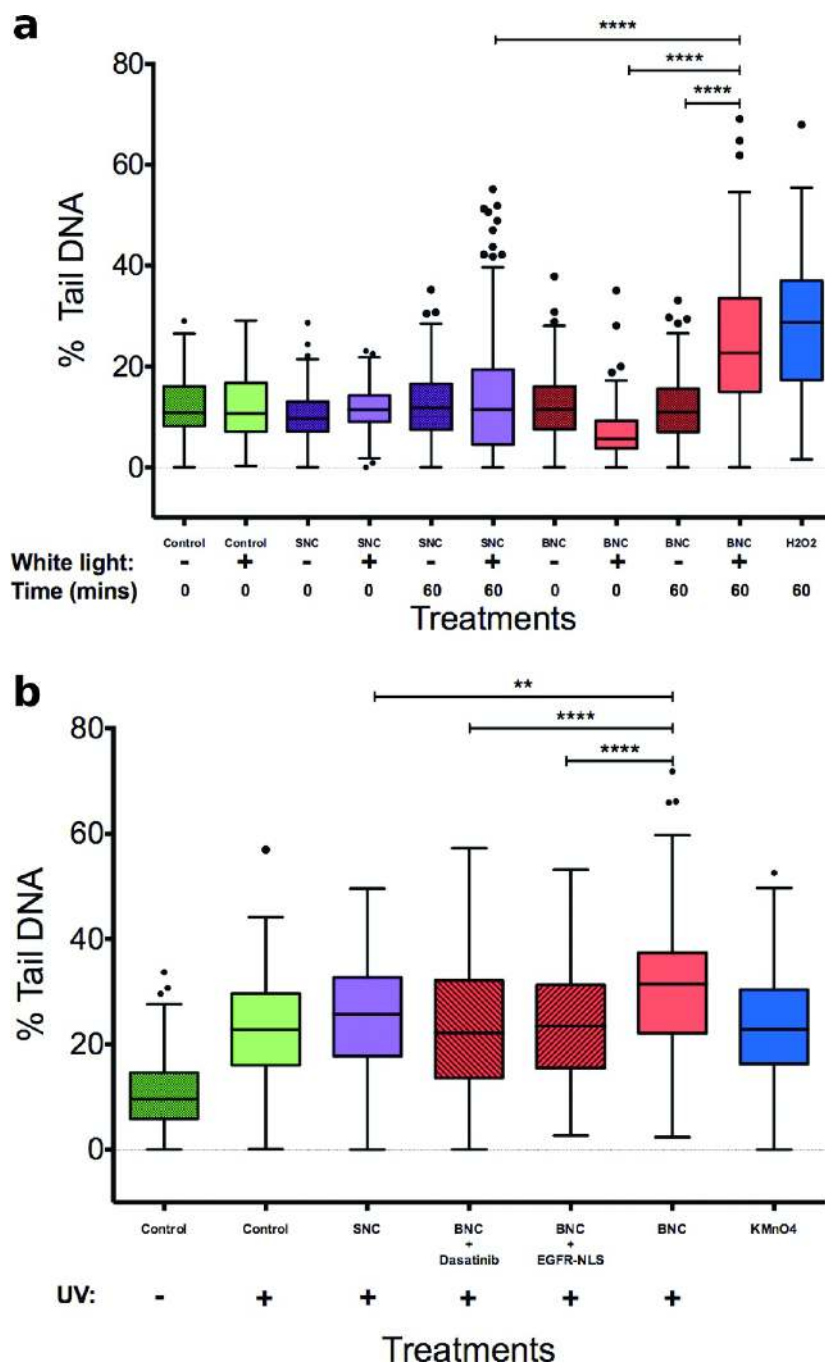 a
****
****
****
80
60
40
20
0
% Tail DNA
Control Control SNC SNC SNC SNC BNC BNC BNC BNC H2O2
White light: - + - + - + - + - +
Time (mins) 0 0 0 0 60 60 0 0 60 60 60
Treatments
b
**
****
****
80
60
40
20
0
% Tail DNA
Control Control SNC BNC BNC BNC KMnO4
+ +
Dasatinib EGFR-NLS
UV: - + + + + +
Treatments